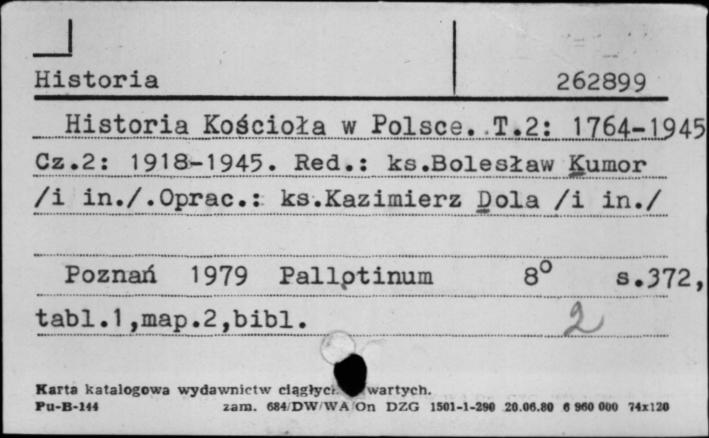 Historia 262899
Historia Kościoła w Polsce. T.2: 1764-1945
Cz.2: 1918-1945. Red.: ks.Bolesław Kumor
/i in./.Oprac.: ks.Kazimierz Dola /i in./
Poznań 1979 Pallotinum 8° s.372,
tabl.1,map.2,bibl.
2
Karta katalogowa wydawnictw wartych.
Pu-B-144 zam. 684/DW/WA/On DZG 1501-1-290 20.06.80 6 960 000 74x120